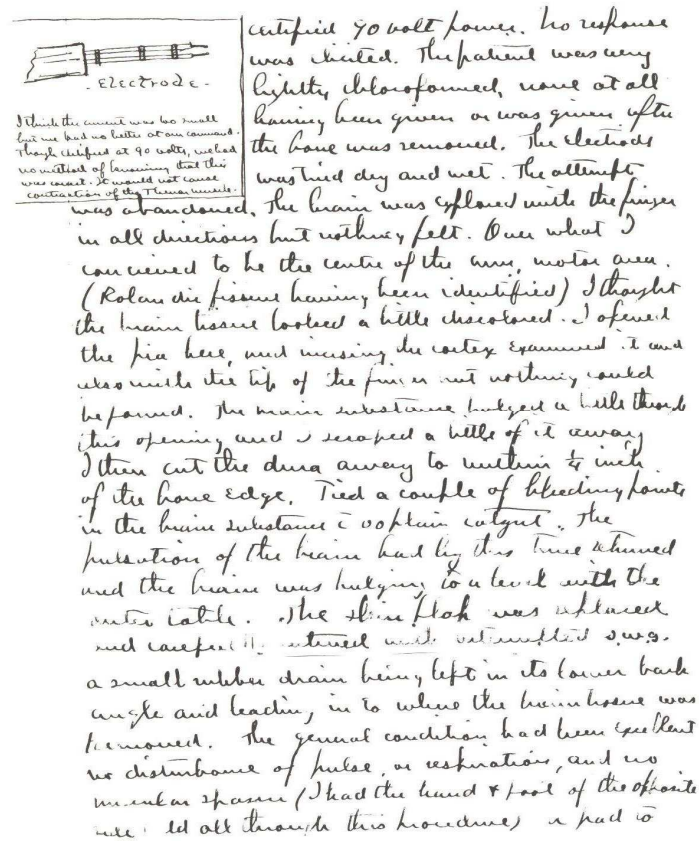 - Electrode -
I think the current was too small
but we had no better at our command.
Though certified at 90 volts, we had
no method of knowing that this
was correct. It would not cause
contraction of the Thenar muscle.
certified 90 volt power. No response
was elicited. The patient was very
lightly chloroformed, none at all
having been given or was given after
the bone was removed. The electrode
was tried dry and wet. The attempt
was abandoned. The brain was explored with the finger
in all directions but nothing felt. Over what I
conceived to be the centre of the arm, motor area.
(Rolandic fissure having been identified) I thought
the brain tissue looked a little discolored. I opened
the pia here, and incising the cortex examined it and
also with the tip of the finger but nothing could
be found. The brain substance bulged a little through
this opening and I scraped a little of it away
I then cut the dura away to within ¼ inch
of the bone edge. Tied a couple of bleeding points
in the brain substance c̄ 00 plain catgut. The
pulsation of the brain had by this time returned
and the brain was bulging to a level with the
outer table. The skin flap was replaced
and carefully sutured with interrupted s.w.g.
a small rubber drain being left in its lower back
angle and leading in to where the brain tissue was
removed. The general condition had been excellent
no disturbance of pulse, or respiration, and no
muscular spasm (I had the hand & foot of the opposite
side held all through this procedure)